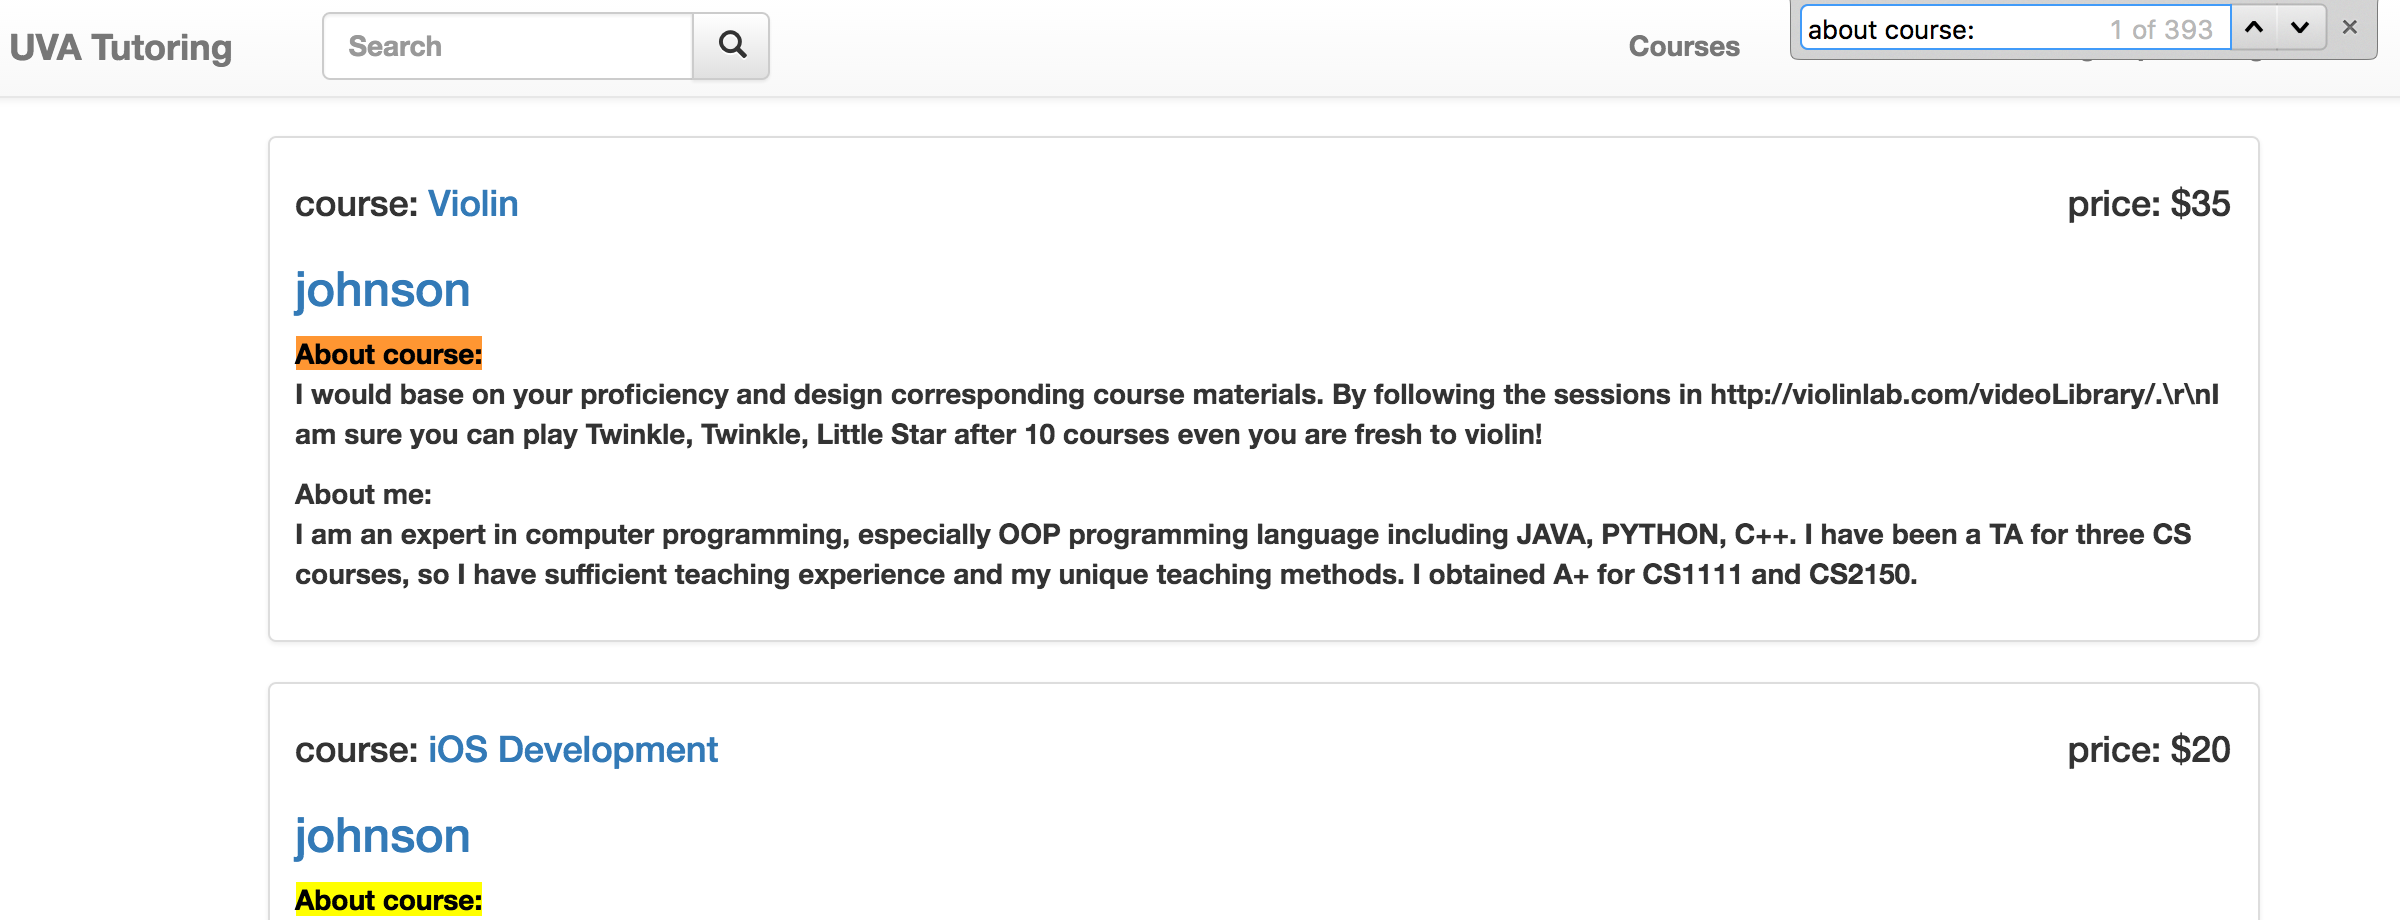 UVA Tutoring
Search
Courses
about course:
1 of 393
course: Violin
price: $35
johnson
About course:
I would base on your proficiency and design corresponding course materials. By following the sessions in http://violinlab.com/videoLibrary/.\r\nI
am sure you can play Twinkle, Twinkle, Little Star after 10 courses even you are fresh to violin!
About me:
I am an expert in computer programming, especially OOP programming language including JAVA, PYTHON, C++. I have been a TA for three CS
courses, so I have sufficient teaching experience and my unique teaching methods. I obtained A+ for CS1111 and CS2150.
course: iOS Development
price: $20
johnson
About course: